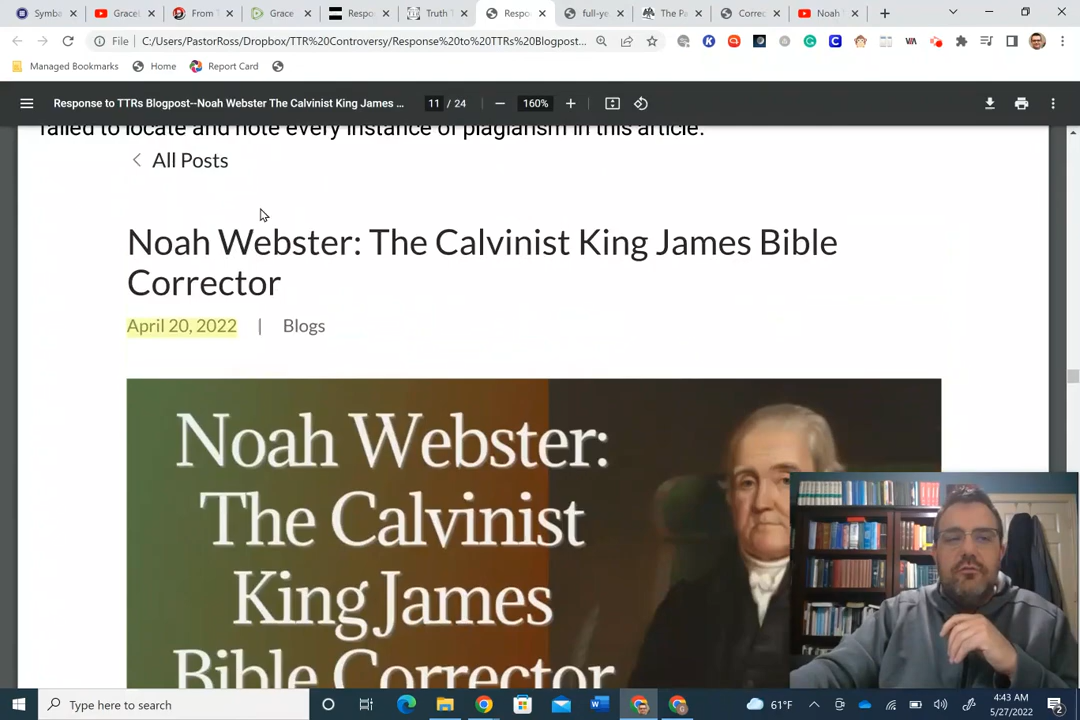 Symba
GraceL
From T
Grace
Respo
Truth T
Respo
full-ye
The Pa
Correc
Noah
File | C:/Users/PastorRoss/Dropbox/TTR%20Controversy/Response%20to%20TTRs%20Blogpost...
Managed Bookmarks
Home
Report Card
Response to TTRs Blogpost--Noah Webster The Calvinist King James ...
11 / 24
160%
failed to locate and note every instance of plagiarism in this article.
All Posts
Noah Webster: The Calvinist King James Bible
Corrector
April 20, 2022 | Blogs
Noah Webster:
The Calvinist
King James
Bible Corrector
Type here to search
61°F
4:43 AM
5/27/2022
2